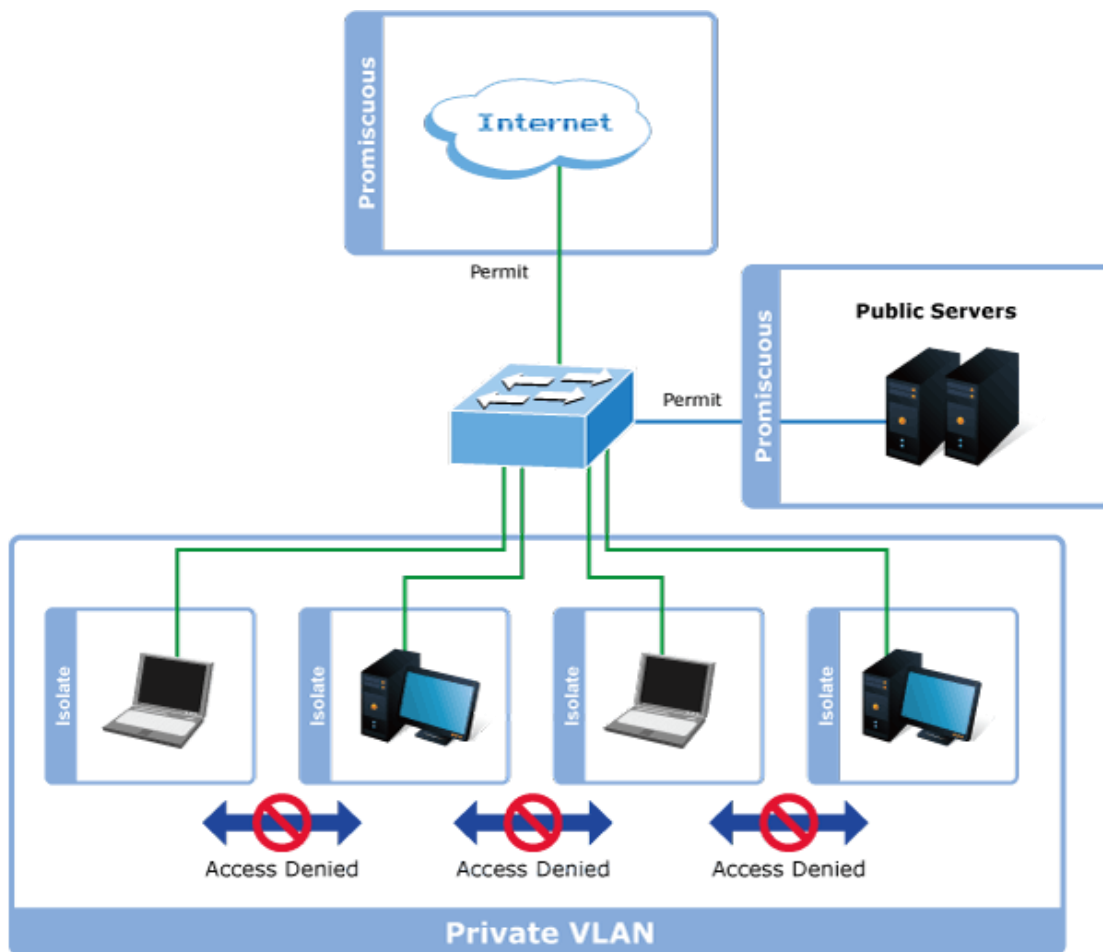 Promiscuous
Internet
Permit
Promiscuous
Public Servers
Permit
Isolate
Isolate
Isolate
Isolate
Access Denied
Access Denied
Access Denied
Private VLAN